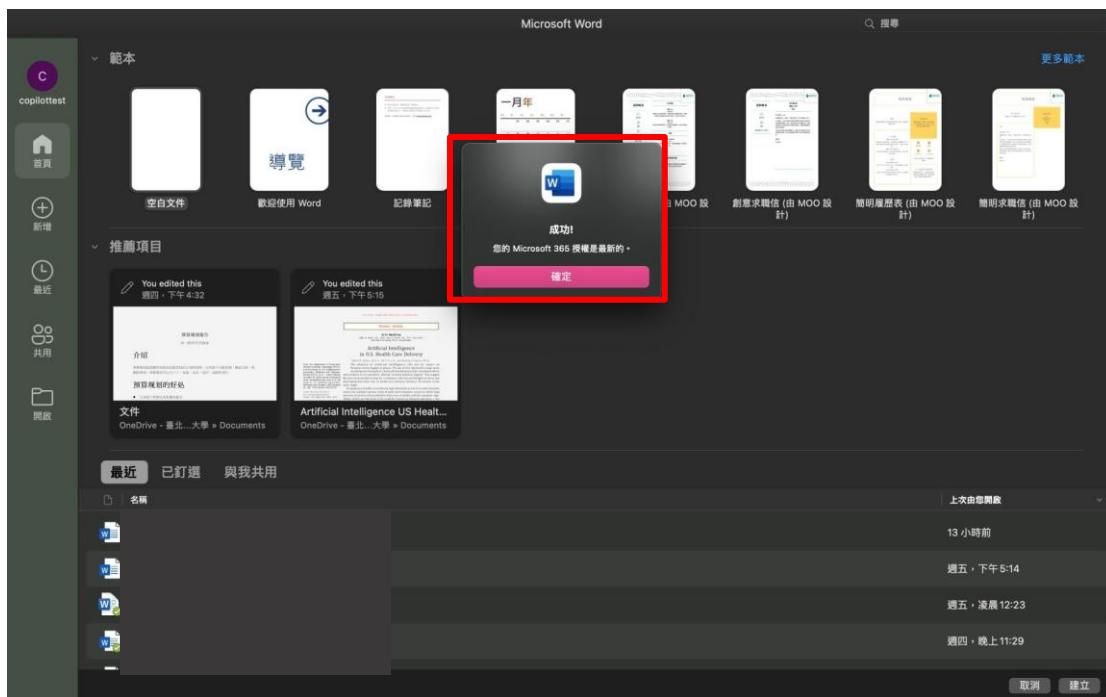 Microsoft Word
搜尋
C
copilottest
首頁
新增
最近
共用
開啟
範本
更多範本
導覽
一月年
空白文件
歡迎使用 Word
記錄筆記
MOO 設
創意求職信 (由 MOO 設
計)
簡明履歷表 (由 MOO 設
計)
簡明求職信 (由 MOO 設
計)
W
成功!
您的 Microsoft 365 授權是最新的。
確定
推薦項目
You edited this
週四，下午 4:32
介紹
預算規劃的好処
文件
OneDrive - 臺北...大學 » Documents
You edited this
週五，下午 5:15
Artificial Intelligence
in U.S. Health Care Delivery
Artificial Intelligence US Healt...
OneDrive - 臺北...大學 » Documents
最近 已釘選 與我共用
名稱 上次由您開啟
13 小時前
週五，下午 5:14
週五，凌晨 12:23
週四，晚上 11:29
取消 建立